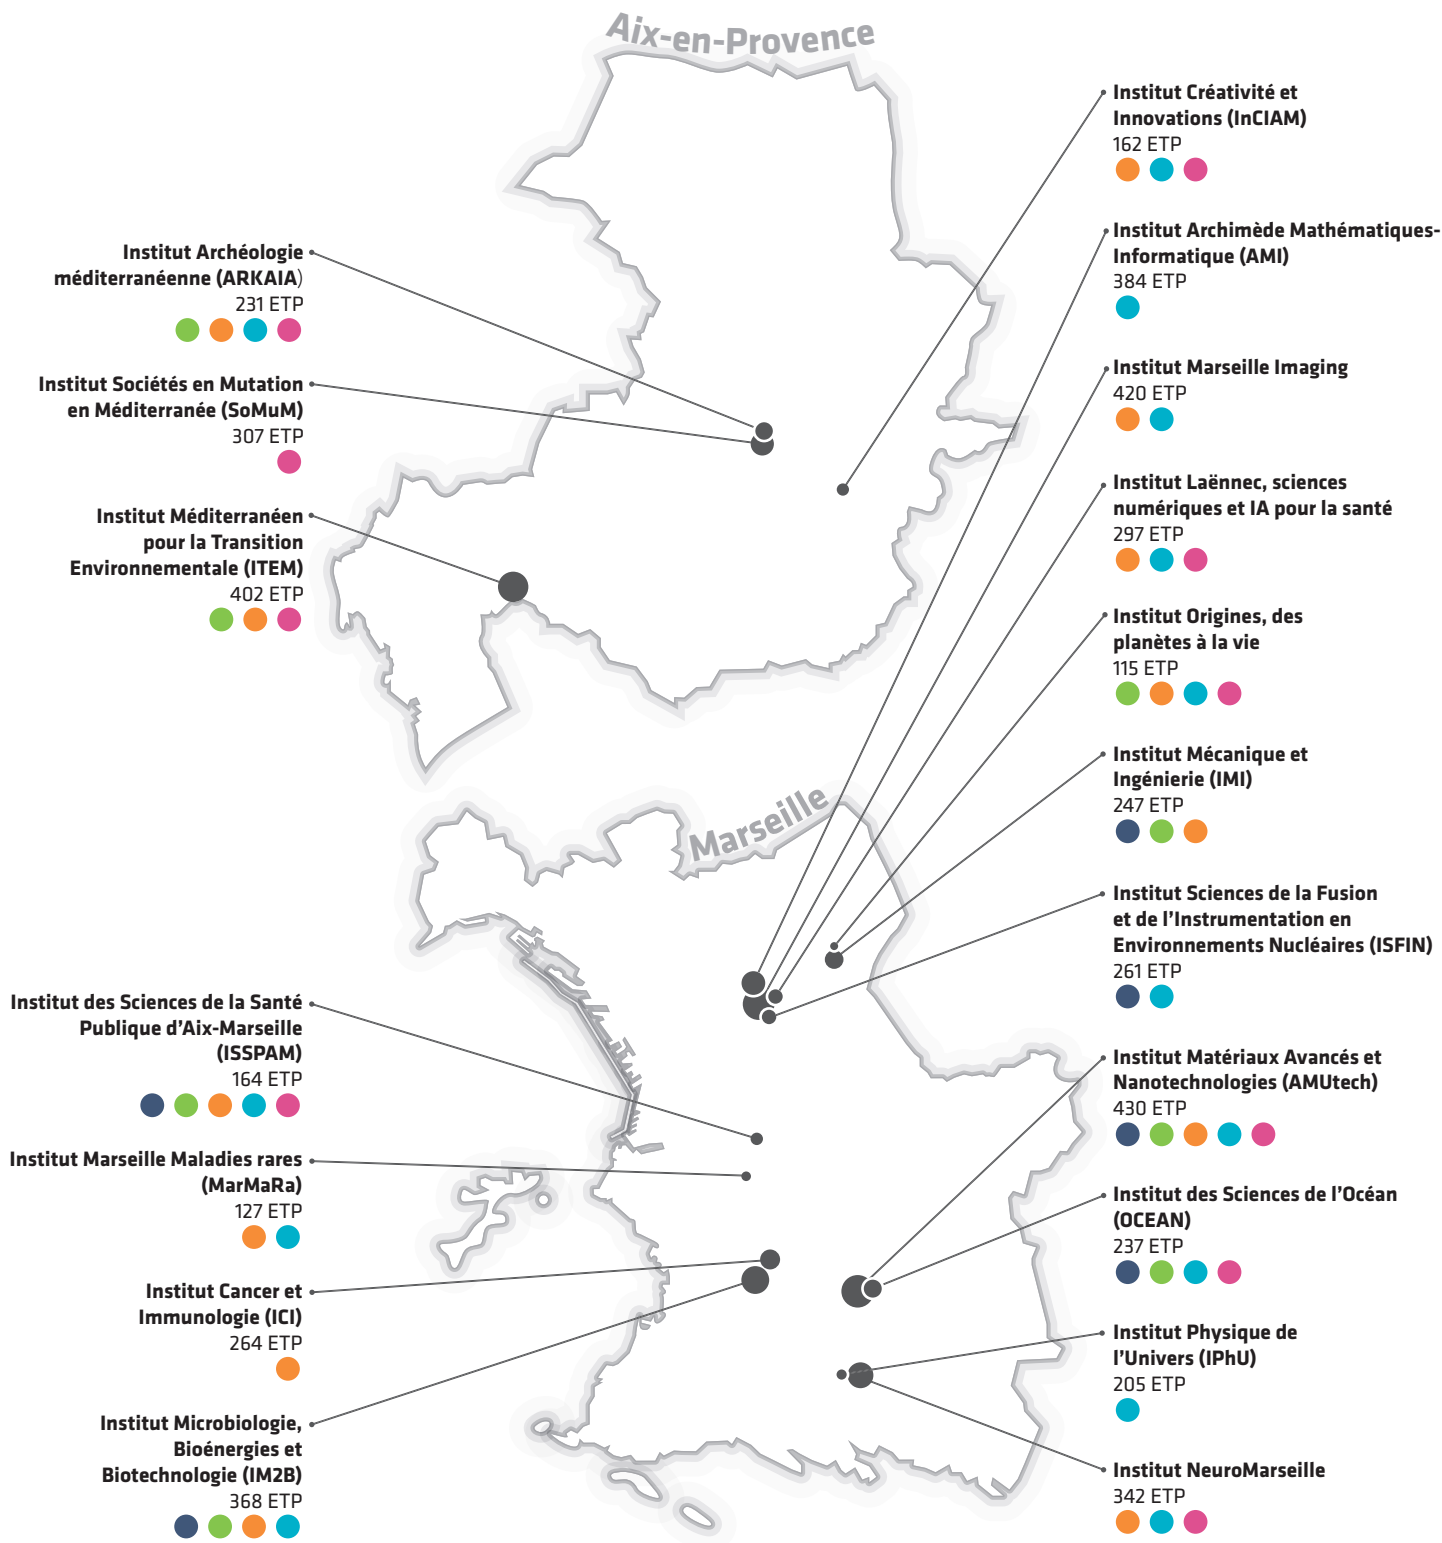 Aix-en-Provence
Institut Archéologie
méditerranéenne (ARKAIA)
231 ETP
Institut Sociétés en Mutation
en Méditerranée (SoMuM)
307 ETP
Institut Méditerranéen
pour la Transition
Environnementale (ITEM)
402 ETP
Marseille
Institut des Sciences de la Santé
Publique d’Aix-Marseille
(ISSPAM)
164 ETP
Institut Marseille Maladies rares
(MarMaRa)
127 ETP
Institut Cancer et
Immunologie (ICI)
264 ETP
Institut Microbiologie,
Bioénergies et
Biotechnologie (IM2B)
368 ETP
Institut Créativité et
Innovations (InCIAM)
162 ETP
Institut Archimède Mathématiques-
Informatique (AMI)
384 ETP
Institut Marseille Imaging
420 ETP
Institut Laënnec, sciences
numériques et IA pour la santé
297 ETP
Institut Origines, des
planètes à la vie
115 ETP
Institut Mécanique et
Ingénierie (IMI)
247 ETP
Institut Sciences de la Fusion
et de l’Instrumentation en
Environnements Nucléaires (ISFIN)
261 ETP
Institut Matériaux Avancés et
Nanotechnologies (AMUtech)
430 ETP
Institut des Sciences de l’Océan
(OCEAN)
237 ETP
Institut Physique de
l’Univers (IPhU)
205 ETP
Institut NeuroMarseille
342 ETP